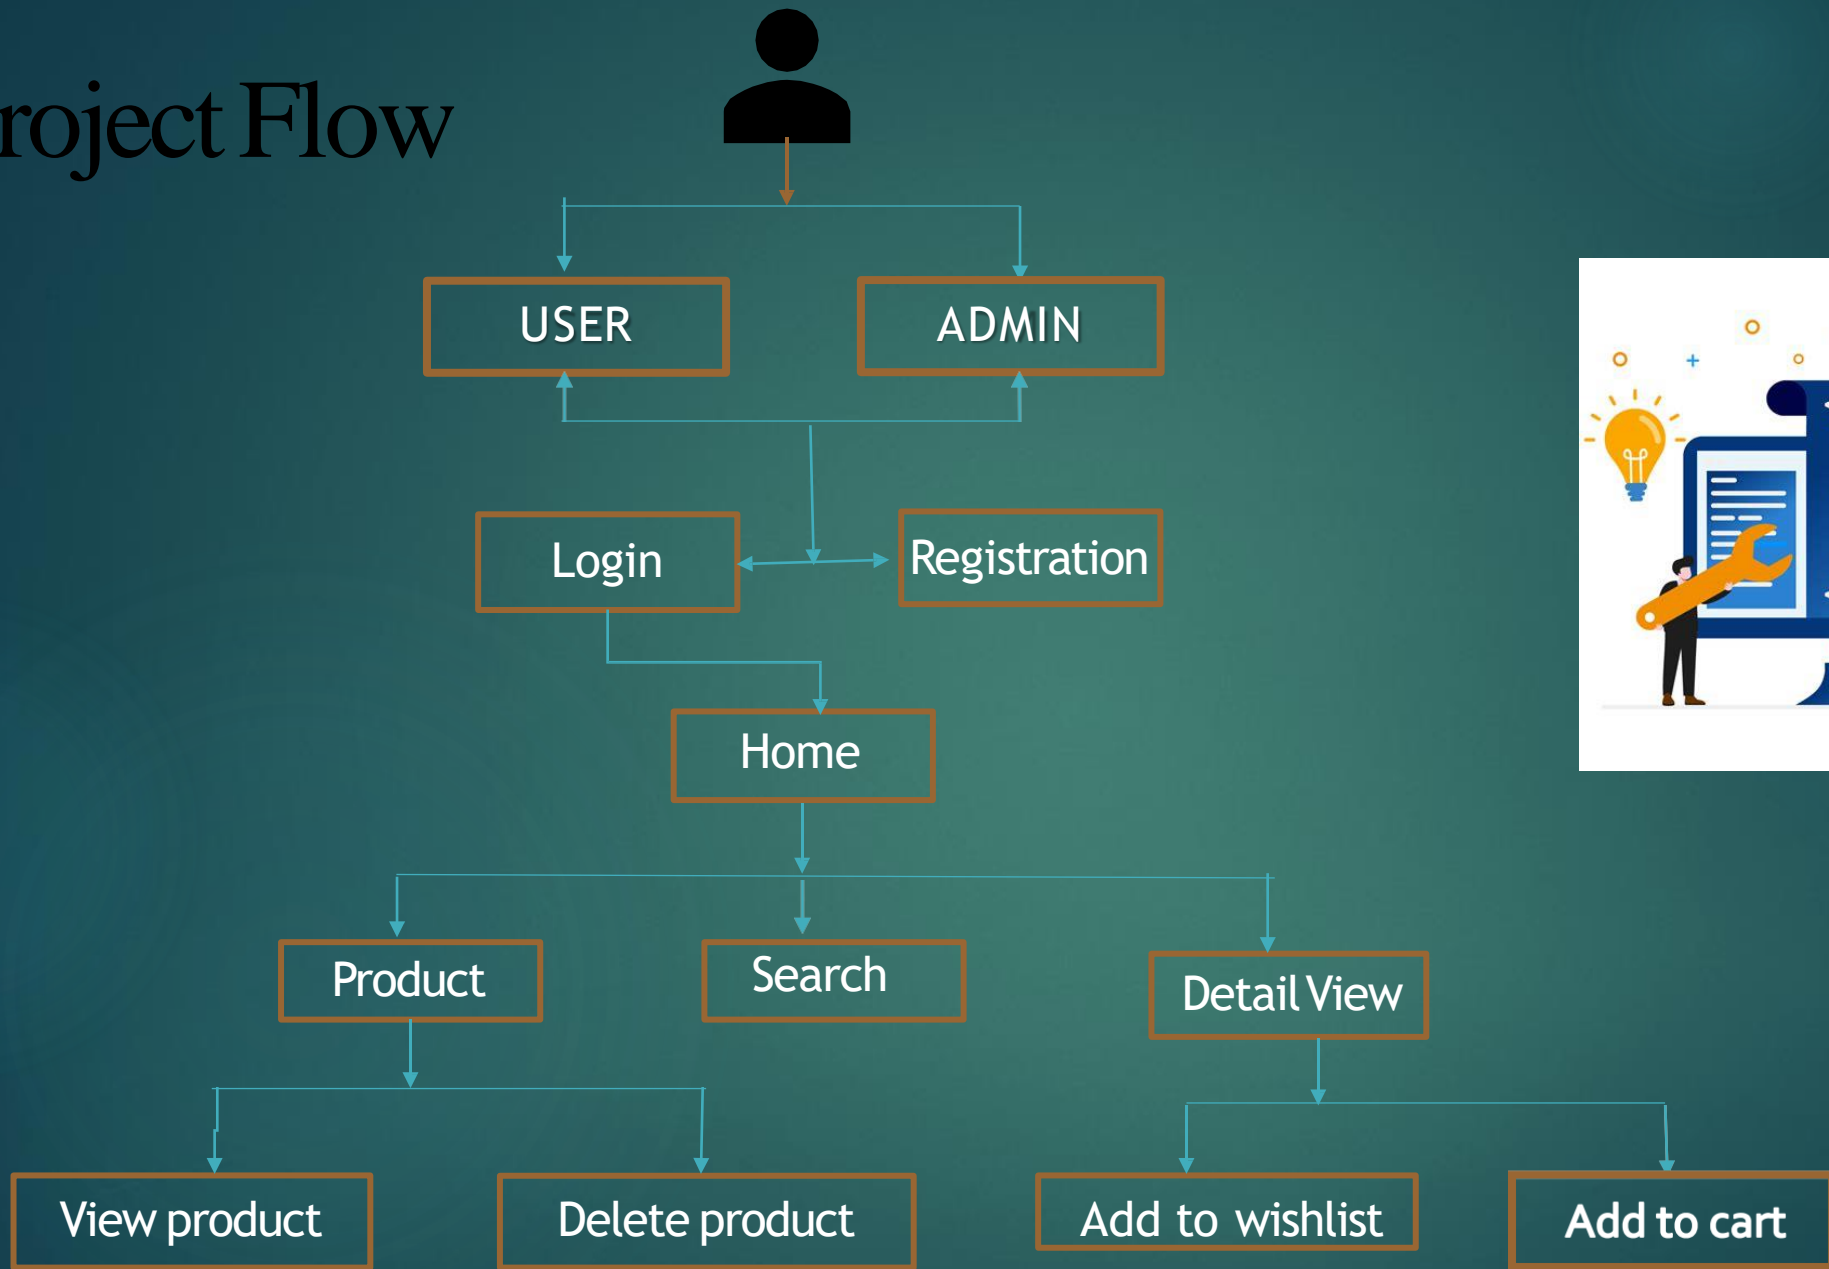 roject Flow
USER
ADMIN
Login
Registration
Home
Product
Search
Detail View
View product
Delete product
Add to wishlist
Add to cart